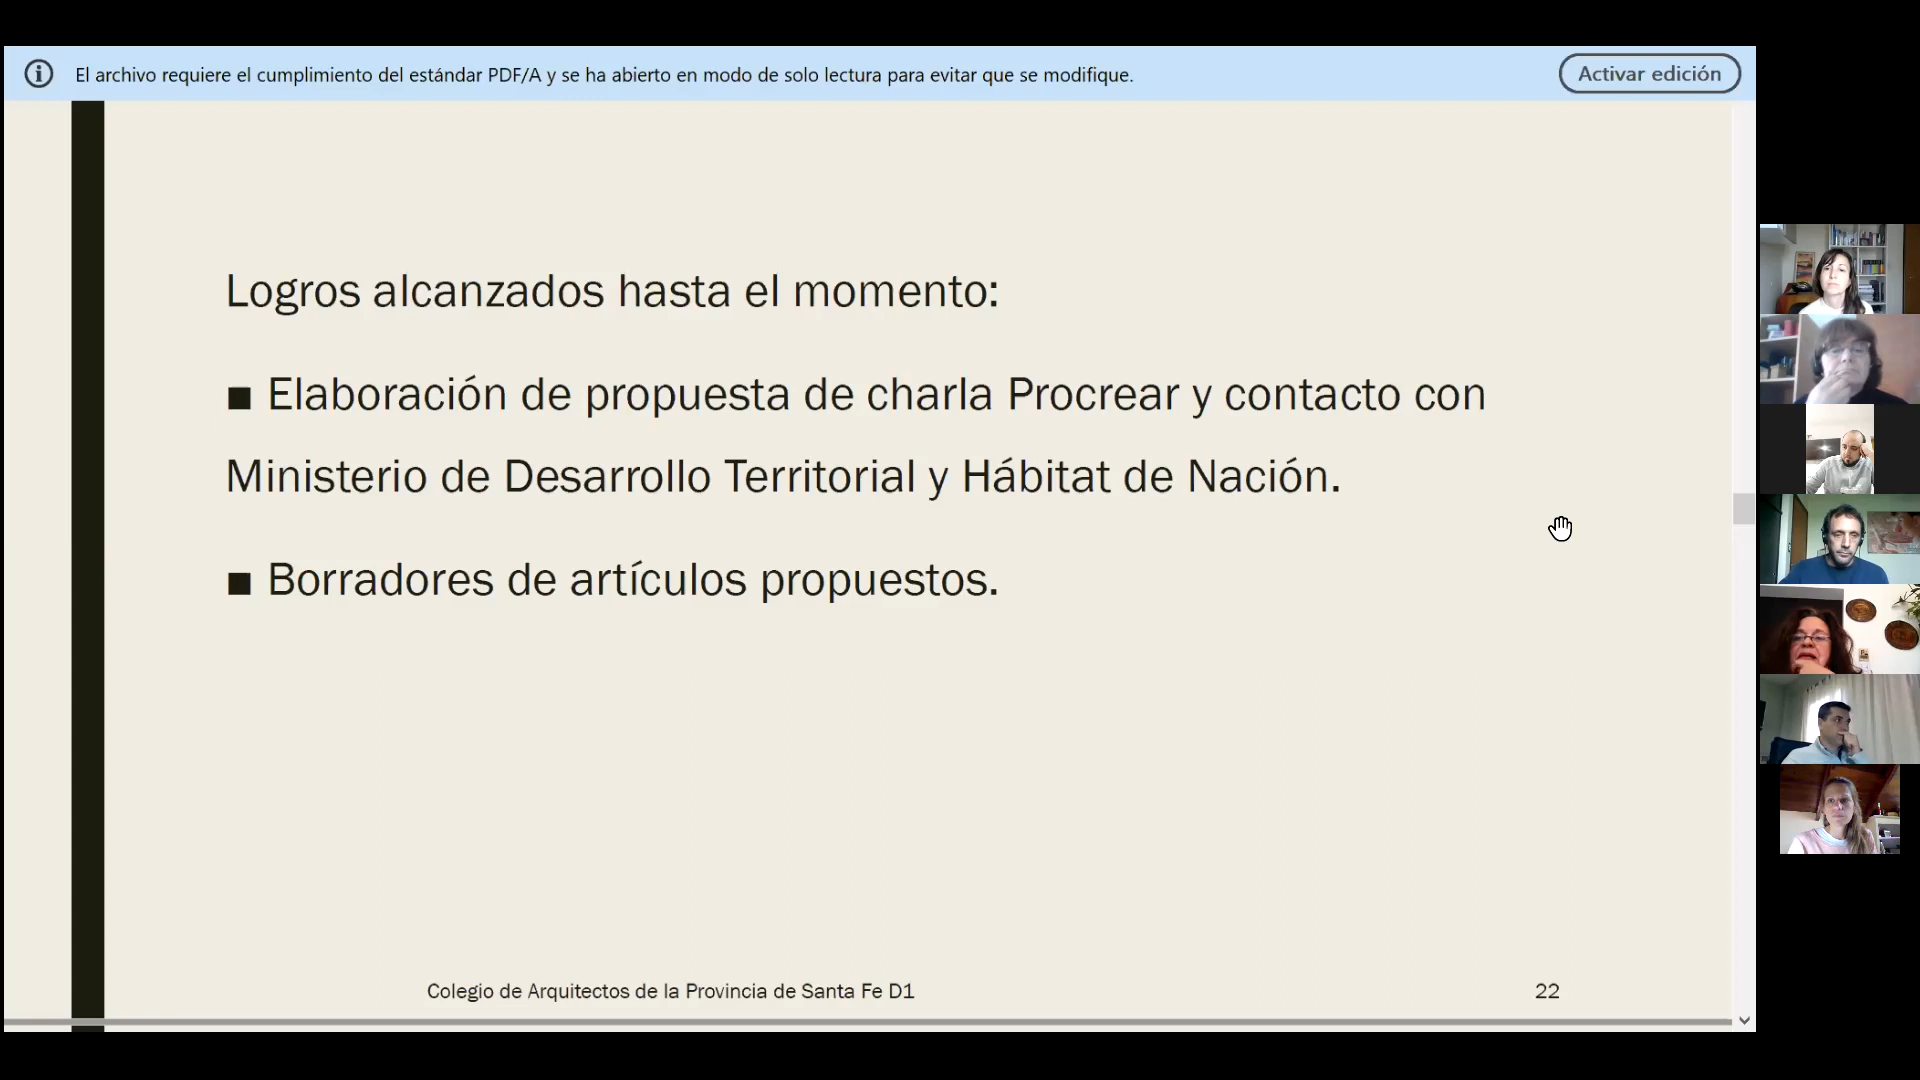 El archivo requiere el cumplimiento del estándar PDF/A y se ha abierto en modo de solo lectura para evitar que se modifique.
Activar edición
Logros alcanzados hasta el momento:
■ Elaboración de propuesta de charla Procrear y contacto con
Ministerio de Desarrollo Territorial y Hábitat de Nación.
■ Borradores de artículos propuestos.
Colegio de Arquitectos de la Provincia de Santa Fe D1
22